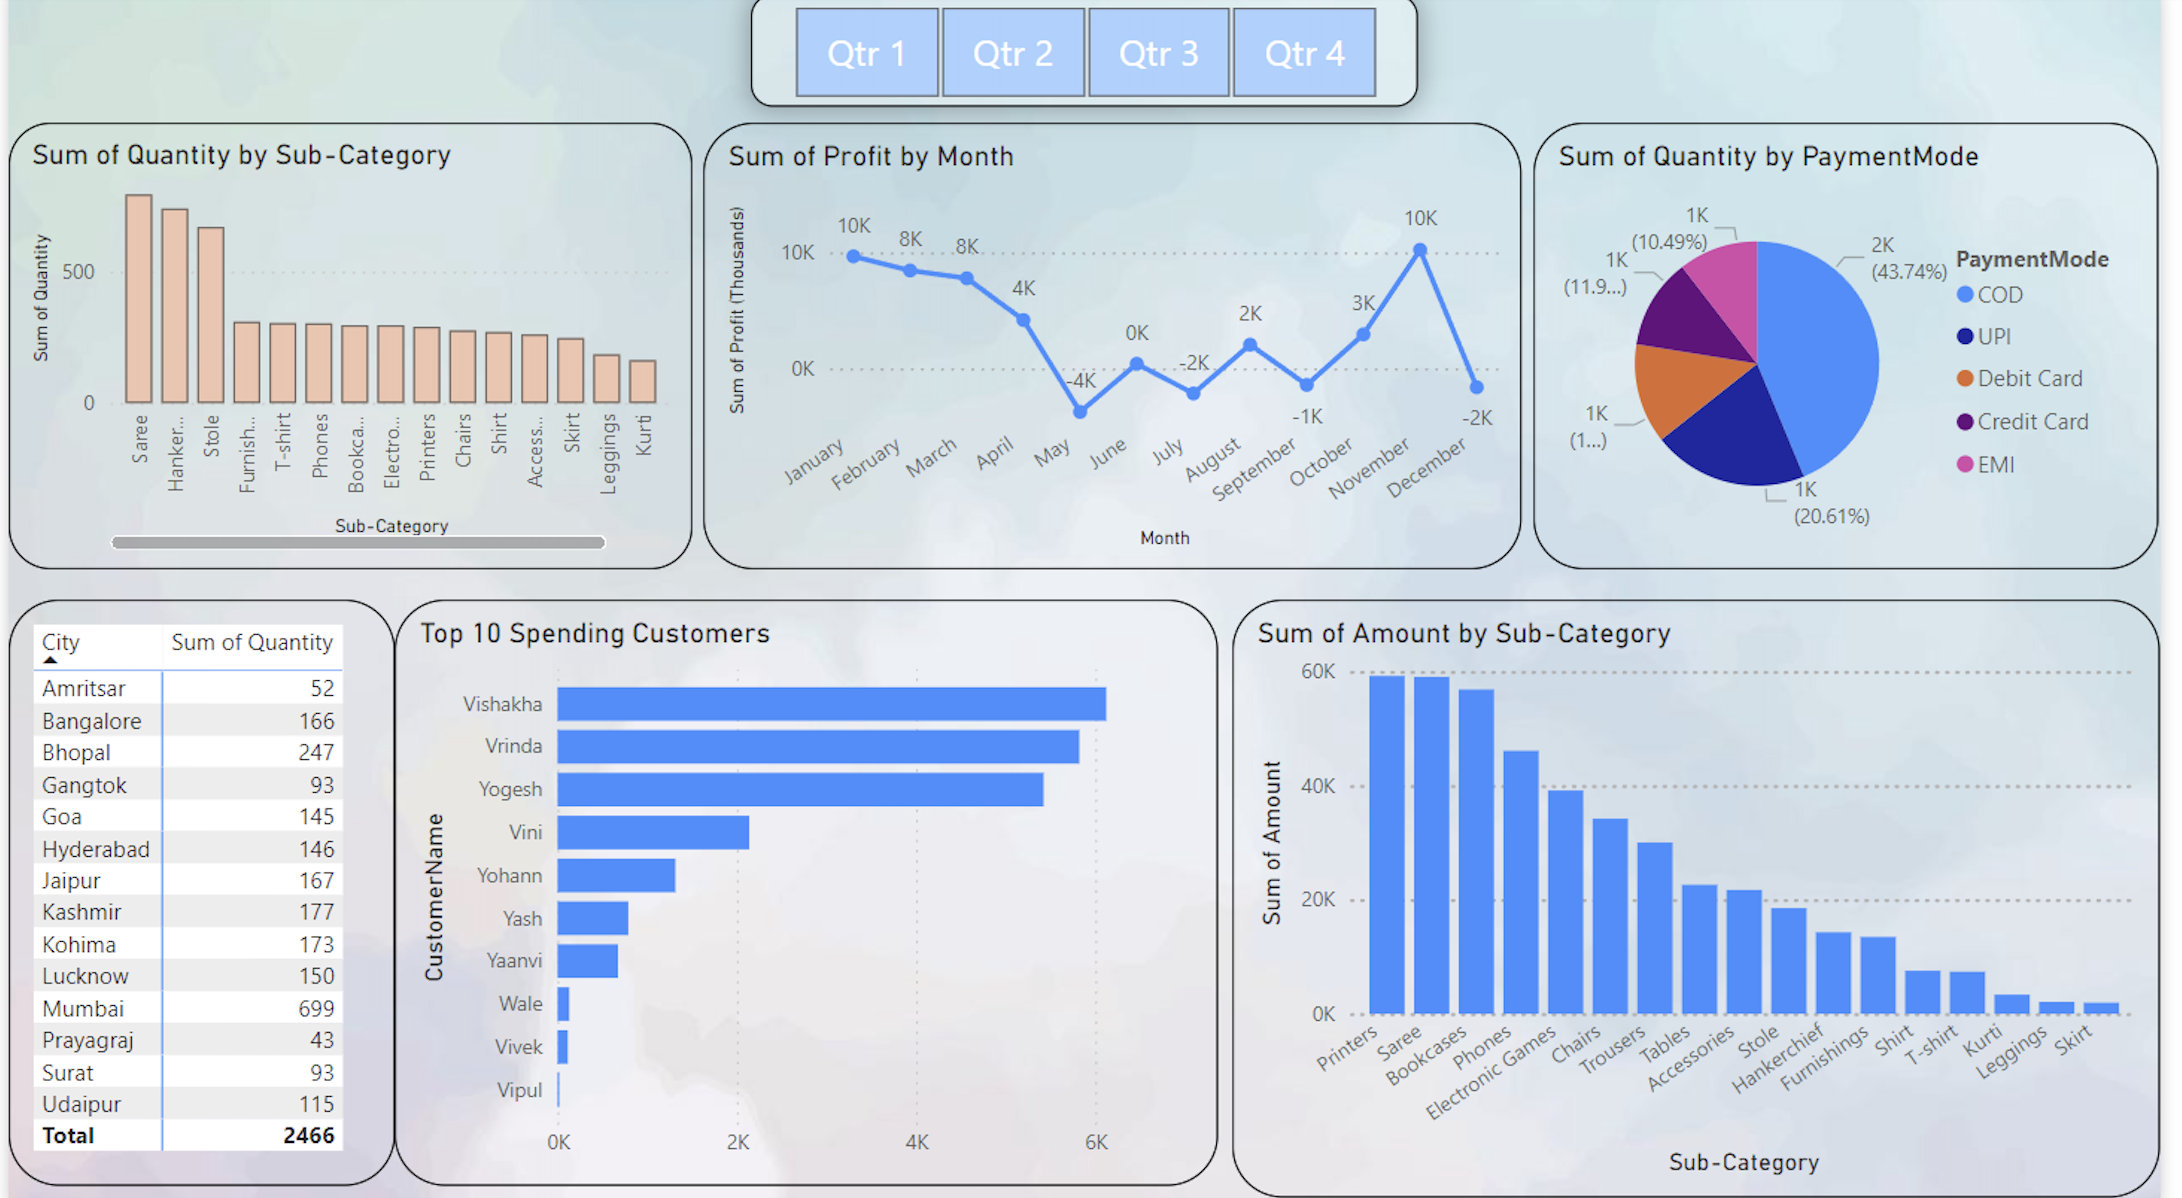 Qtr 1 Qtr 2 Qtr 3 Qtr 4
Sum of Quantity by Sub-Category
Sum of Quantity
500
0
Saree
Hanker...
Stole
Furnish...
T-shirt
Phones
Bookca...
Electro...
Printers
Chairs
Shirt
Access...
Skirt
Leggings
Kurti
Sub-Category
Sum of Profit by Month
Sum of Profit (Thousands)
10K
0K
10K
8K
8K
4K
-4K
0K
-2K
2K
-1K
3K
10K
-2K
January
February
March
April
May
June
July
August
September
October
November
December
Month
Sum of Quantity by PaymentMode
1K
(10.49%)
1K
(11.9...)
1K
(1...)
1K
(20.61%)
2K
(43.74%)
PaymentMode
COD
UPI
Debit Card
Credit Card
EMI
City Sum of Quantity
Amritsar 52
Bangalore 166
Bhopal 247
Gangtok 93
Goa 145
Hyderabad 146
Jaipur 167
Kashmir 177
Kohima 173
Lucknow 150
Mumbai 699
Prayagraj 43
Surat 93
Udaipur 115
Total 2466
Top 10 Spending Customers
CustomerName
Vishakha
Vrinda
Yogesh
Vini
Yohann
Yash
Yaanvi
Wale
Vivek
Vipul
0K 2K 4K 6K
Sum of Amount by Sub-Category
Sum of Amount
60K
40K
20K
0K
Printers
Saree
Bookcases
Phones
Electronic Games
Chairs
Trousers
Tables
Accessories
Stole
Hankerchief
Furnishings
Shirt
T-shirt
Kurti
Leggings
Skirt
Sub-Category